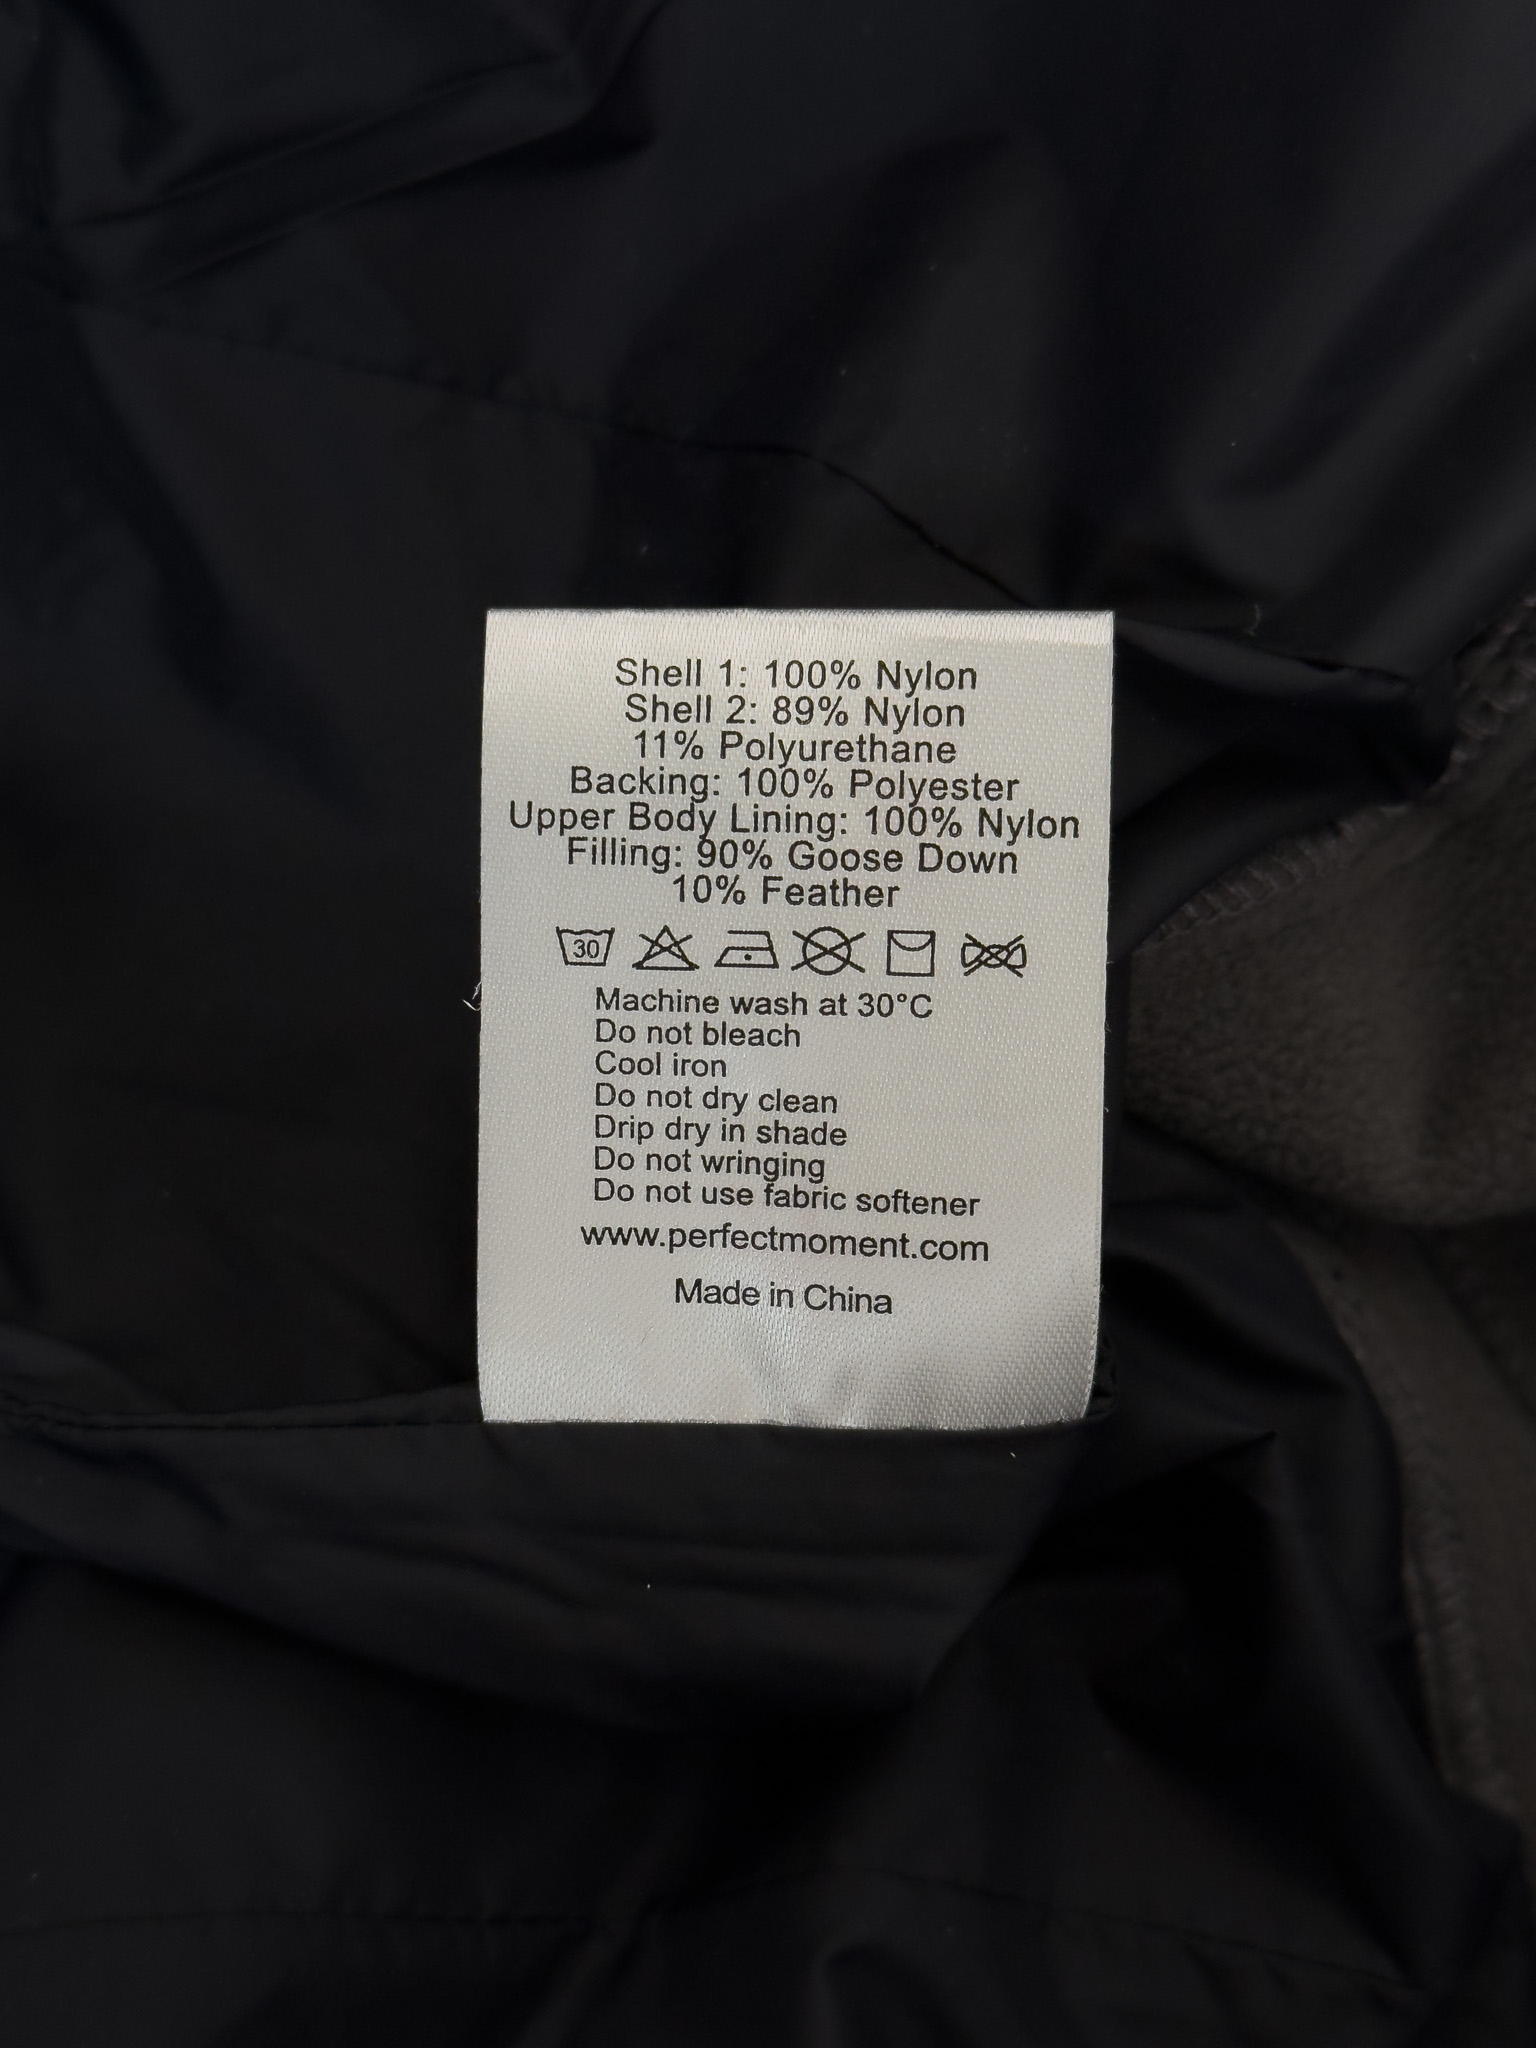 Shell 1: 100% Nylon
Shell 2: 89% Nylon
11% Polyurethane
Backing: 100% Polyester
Upper Body Lining: 100% Nylon
Filling: 90% Goose Down
10% Feather
30
Machine wash at 30°C
Do not bleach
Cool iron
Do not dry clean
Drip dry in shade
Do not wringing
Do not use fabric softener
www.perfectmoment.com
Made in China